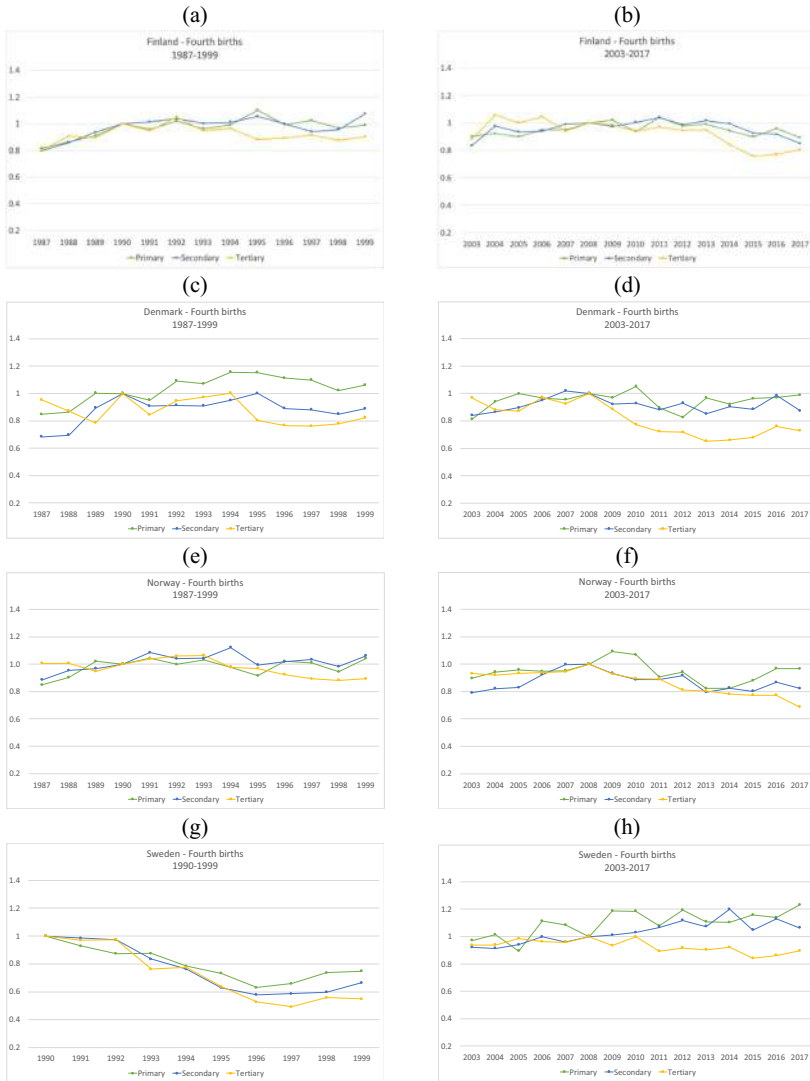 (a)
Finland - Fourth births
1987-1999
1.4
1.2
1
0.8
0.6
0.4
0.2
1987 1988 1989 1990 1991 1992 1993 1994 1995 1996 1997 1998 1999
Primary Secondary Tertiary
(b)
Finland - Fourth births
2003-2017
1.4
1.2
1
0.8
0.6
0.4
0.2
2003 2004 2005 2006 2007 2008 2009 2010 2011 2012 2013 2014 2015 2016 2017
Primary Secondary Tertiary
(c)
Denmark - Fourth births
1987-1999
1.4
1.2
1
0.8
0.6
0.4
0.2
1987 1988 1989 1990 1991 1992 1993 1994 1995 1996 1997 1998 1999
Primary Secondary Tertiary
(d)
Denmark - Fourth births
2003-2017
1.4
1.2
1
0.8
0.6
0.4
0.2
2003 2004 2005 2006 2007 2008 2009 2010 2011 2012 2013 2014 2015 2016 2017
Primary Secondary Tertiary
(e)
Norway - Fourth births
1987-1999
1.4
1.2
1.0
0.8
0.6
0.4
0.2
1987 1988 1989 1990 1991 1992 1993 1994 1995 1996 1997 1998 1999
Primary Secondary Tertiary
(f)
Norway - Fourth births
2003-2017
1.4
1.2
1.0
0.8
0.6
0.4
0.2
2003 2004 2005 2006 2007 2008 2009 2010 2011 2012 2013 2014 2015 2016 2017
Primary Secondary Tertiary
(g)
Sweden - Fourth births
1990-1999
1.4
1.2
1
0.8
0.6
0.4
0.2
1990 1991 1992 1993 1994 1995 1996 1997 1998 1999
Primary Secondary Tertiary
(h)
Sweden - Fourth births
2003-2017
1.4
1.2
1
0.8
0.6
0.4
0.2
2003 2004 2005 2006 2007 2008 2009 2010 2011 2012 2013 2014 2015 2016 2017
Primary Secondary Tertiary